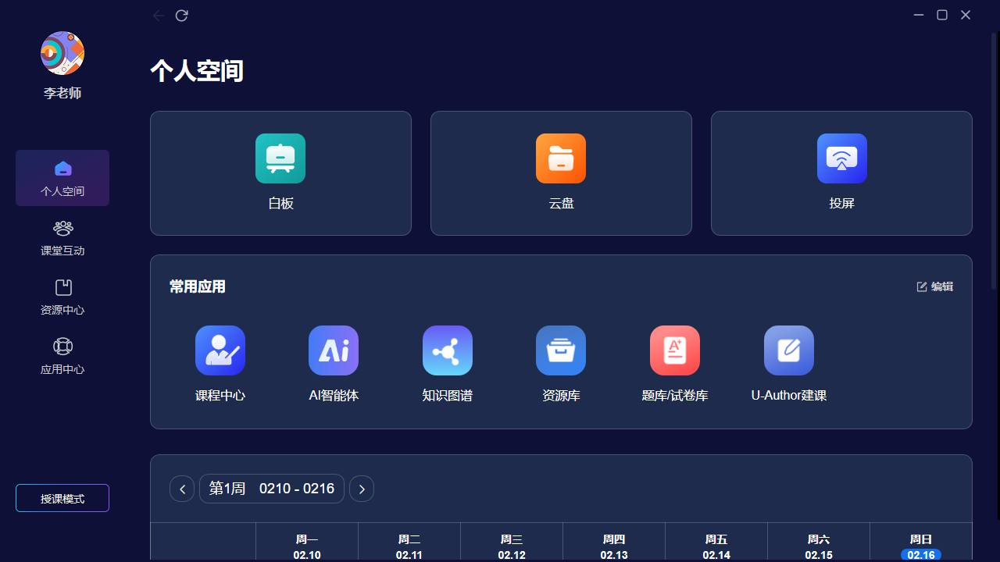 李老师
个人空间
课堂互动
资源中心
应用中心
授课模式
个人空间
白板
云盘
投屏
常用应用
编辑
课程中心
AI智能体
知识图谱
资源库
题库/试卷库
U-Author建课
第1周 0210 - 0216
周一 周二 周三 周四 周五 周六 周日
02.10 02.11 02.12 02.13 02.14 02.15 02.16